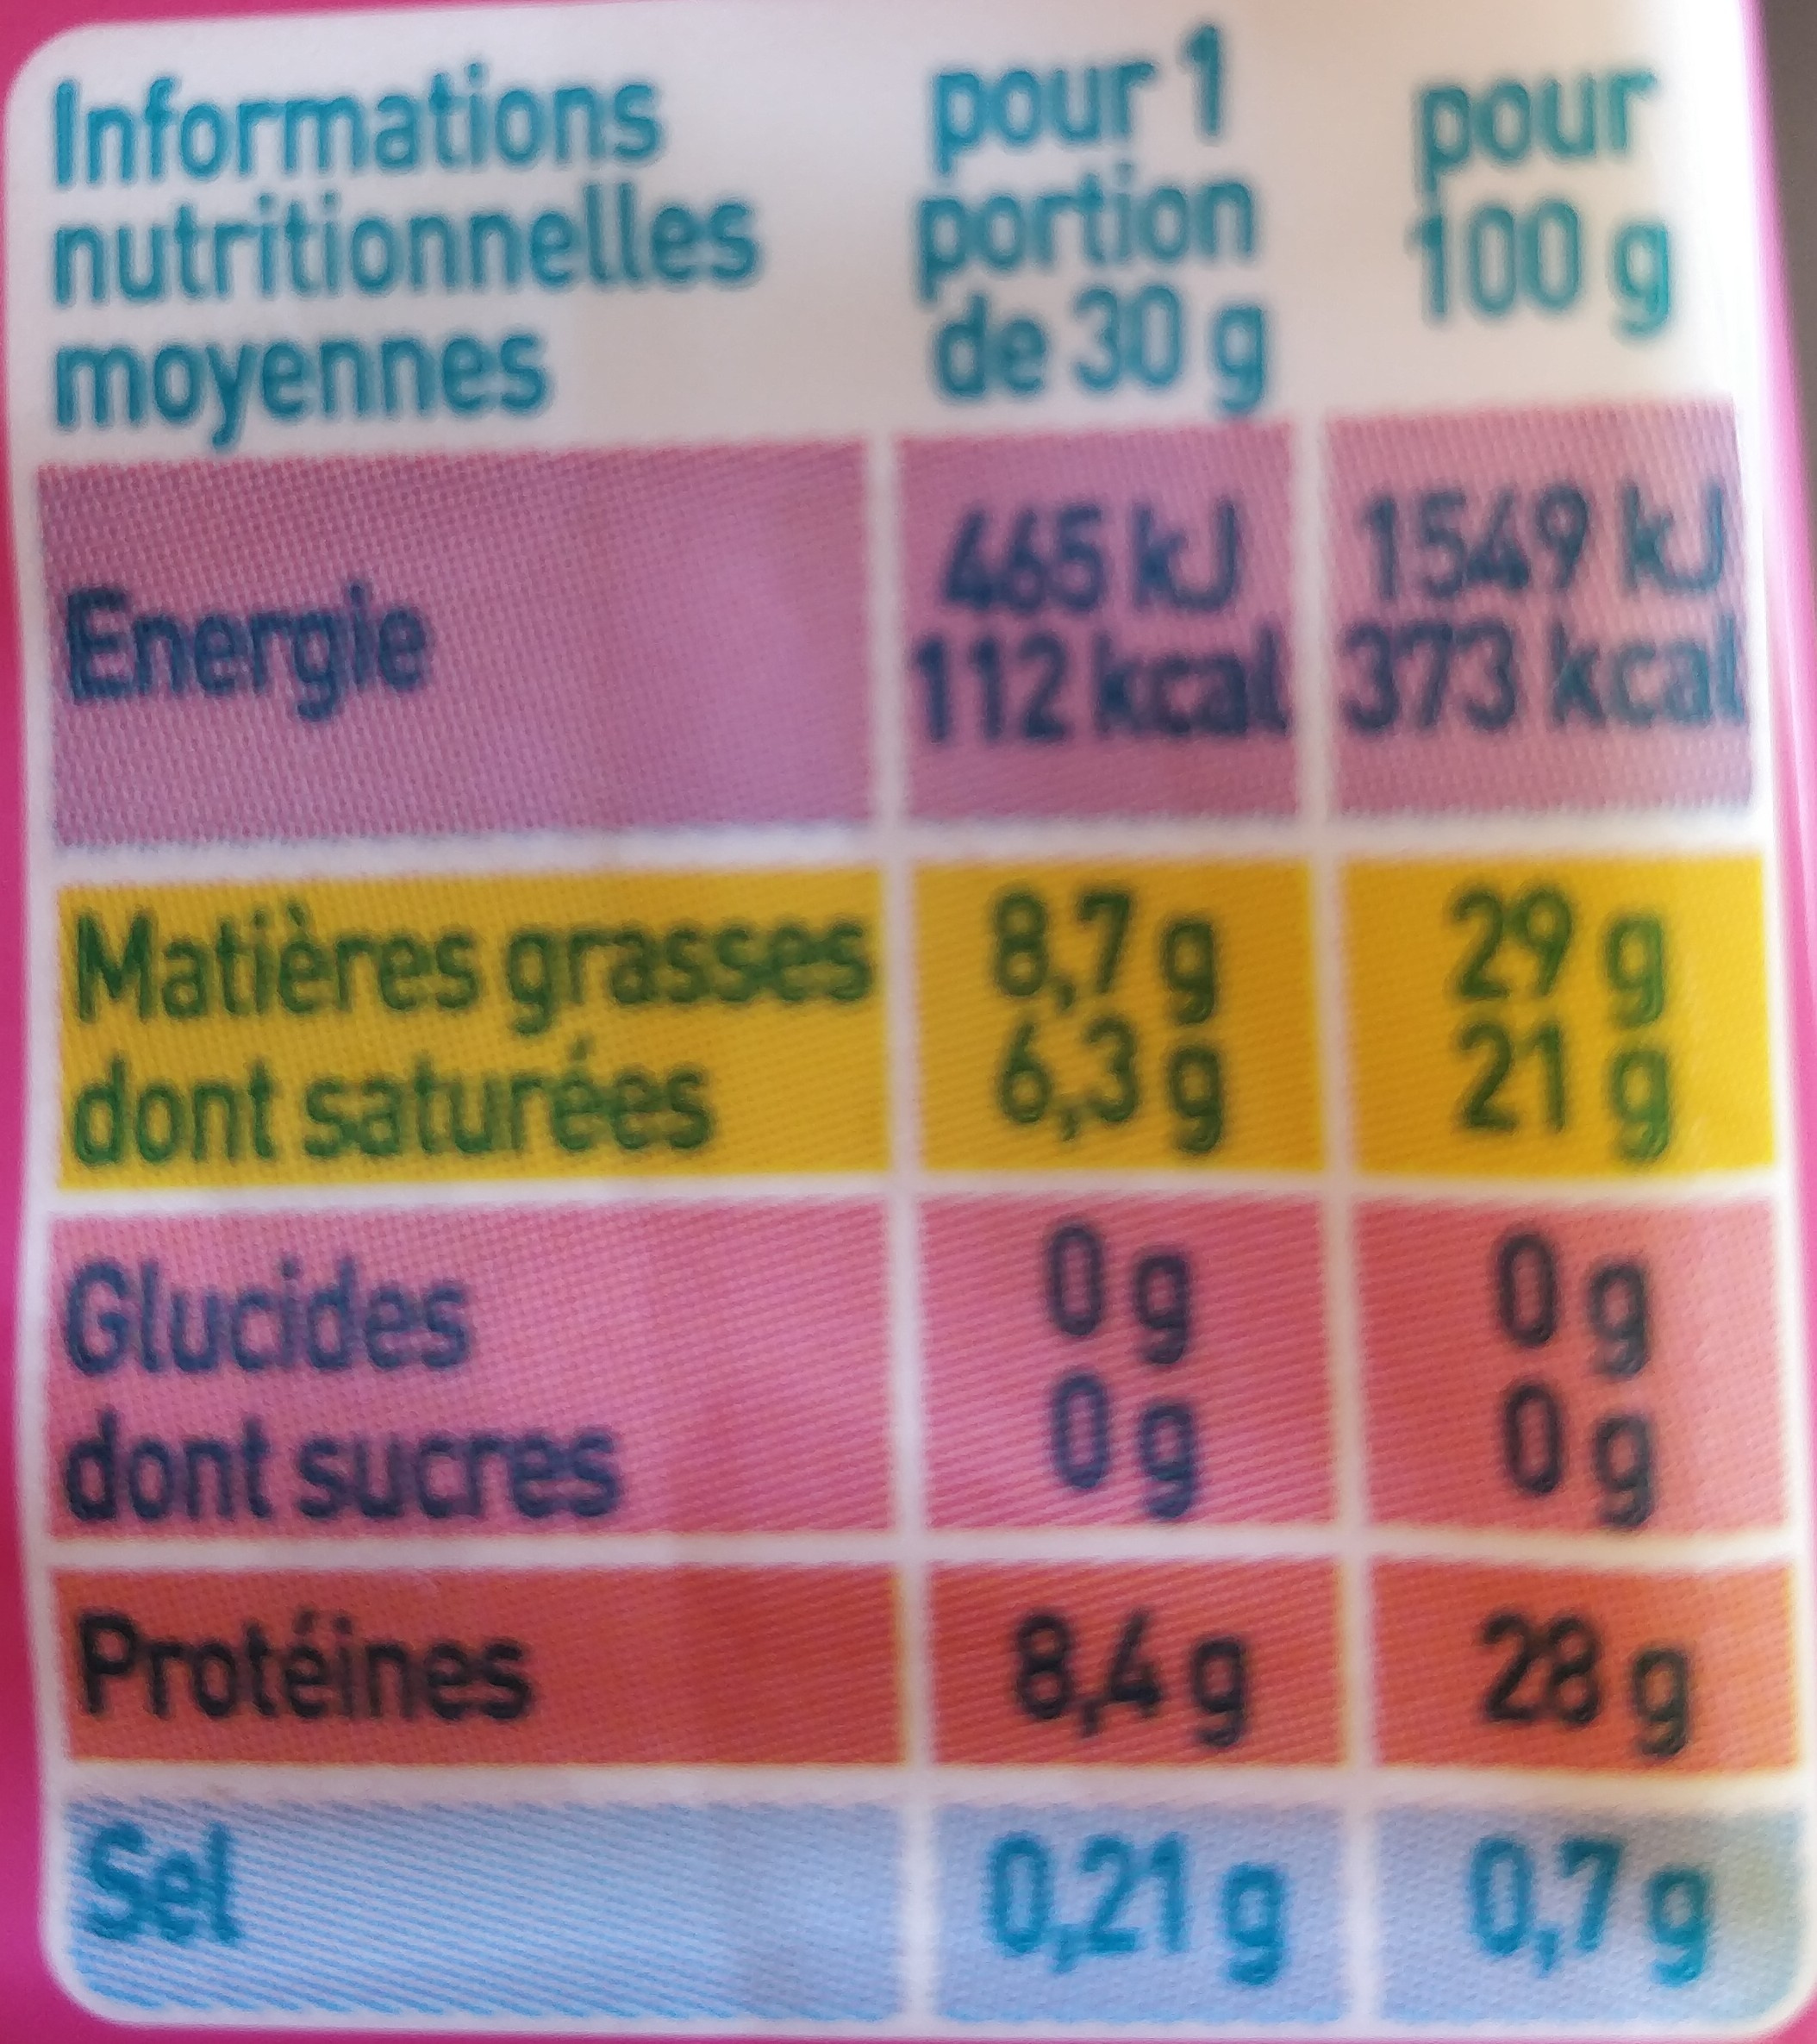 Informations nutritionnelles moyennes
pour 1 portion de 30 g
pour 100 g
Energie 465 kJ 1549 kJ
112 kcal 373 kcal
Matières grasses 8,7 g 29 g
dont saturées 6,3 g 21 g
Glucides 0 g 0 g
dont sucres 0 g 0 g
Protéines 8,4 g 28 g
Sel 0,21 g 0,7 g